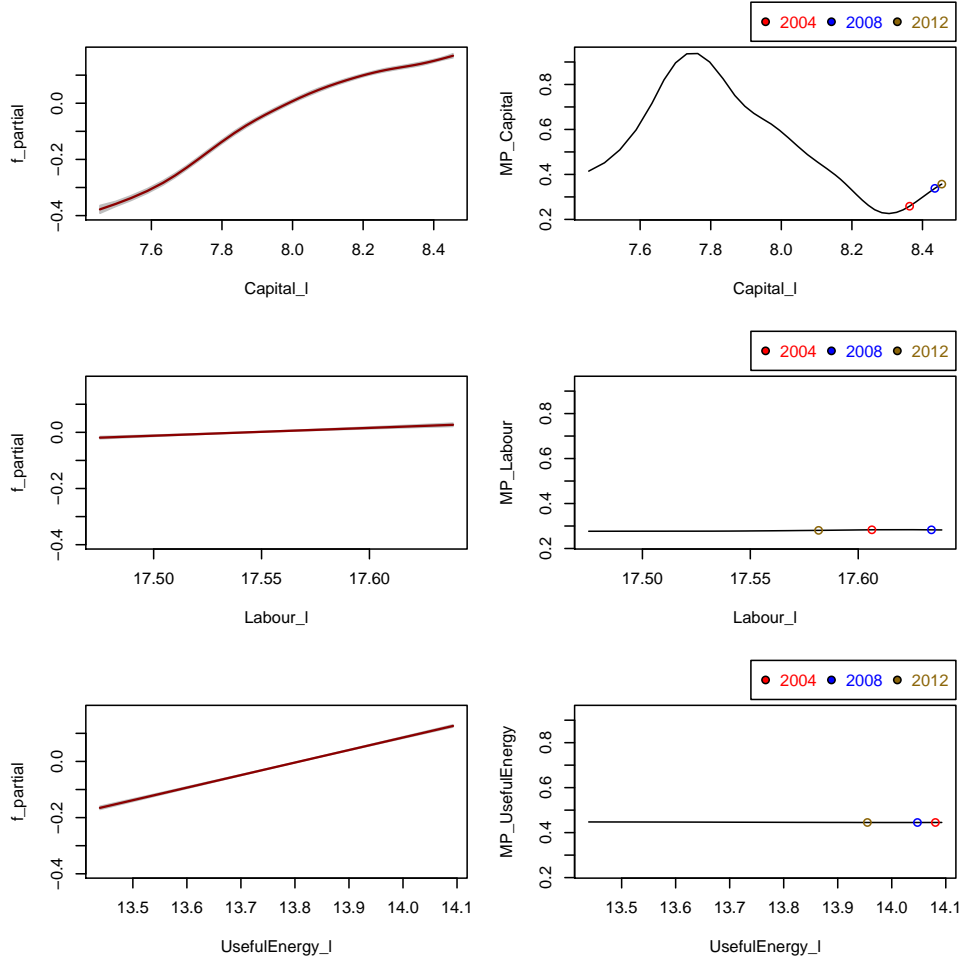 2004 2008 2012
f_partial
−0.4 −0.2 0.0
7.6 7.8 8.0 8.2 8.4
Capital_l
MP_Capital
0.2 0.4 0.6 0.8
7.6 7.8 8.0 8.2 8.4
Capital_l
2004 2008 2012
f_partial
−0.4 −0.2 0.0
17.50 17.55 17.60
Labour_l
MP_Labour
0.2 0.4 0.6 0.8
17.50 17.55 17.60
Labour_l
2004 2008 2012
f_partial
−0.4 −0.2 0.0
13.5 13.6 13.7 13.8 13.9 14.0 14.1
UsefulEnergy_l
MP_UsefulEnergy
0.2 0.4 0.6 0.8
13.5 13.6 13.7 13.8 13.9 14.0 14.1
UsefulEnergy_l